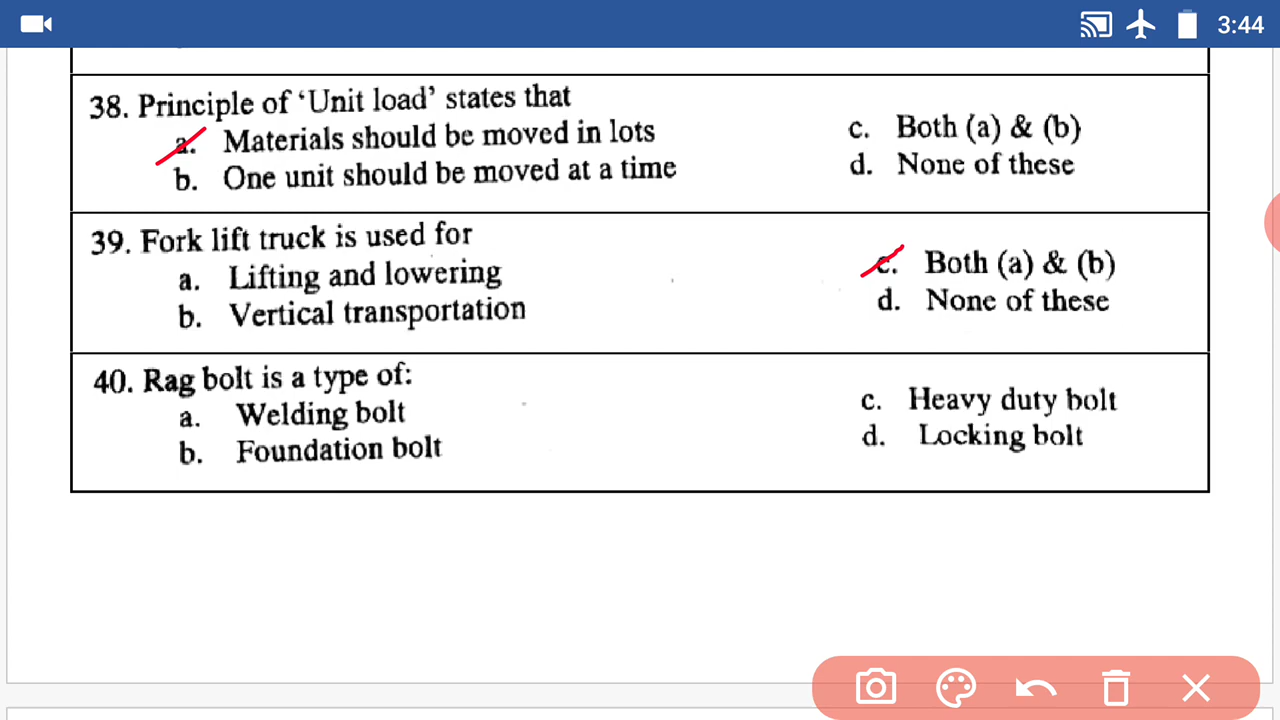 3:44
38. Principle of ‘Unit load’ states that
a. Materials should be moved in lots
b. One unit should be moved at a time
c. Both (a) & (b)
d. None of these
39. Fork lift truck is used for
a. Lifting and lowering
b. Vertical transportation
c. Both (a) & (b)
d. None of these
40. Rag bolt is a type of:
a. Welding bolt
b. Foundation bolt
c. Heavy duty bolt
d. Locking bolt